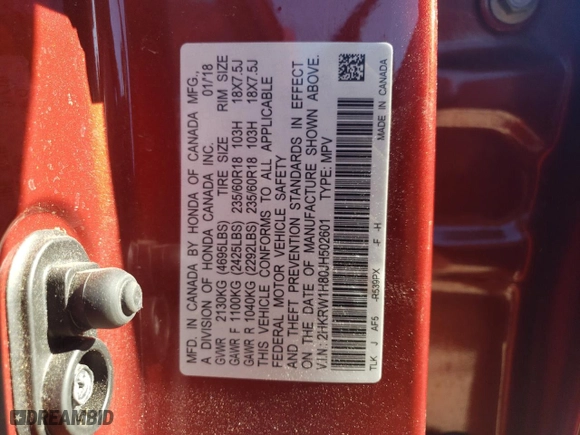 MFD. IN CANADA BY HONDA OF CANADA MFG.,
A DIVISION OF HONDA CANADA INC. 01/18
GVWR 2130KG (4695LBS) TIRE SIZE RIM SIZE
GAWR F 1100KG (2425LBS) 235/60R18 103H 18X7.5J
GAWR R 1040KG (2292LBS) 235/60R18 103H 18X7.5J
THIS VEHICLE CONFORMS TO ALL APPLICABLE
FEDERAL MOTOR VEHICLE SAFETY
AND THEFT PREVENTION STANDARDS IN EFFECT
ON THE DATE OF MANUFACTURE SHOWN ABOVE.
V.I.N: 2HKRW1H80JH502601 TYPE: MPV
TLK J AF5 -R539PX -F -H MADE IN CANADA
DREAMBID